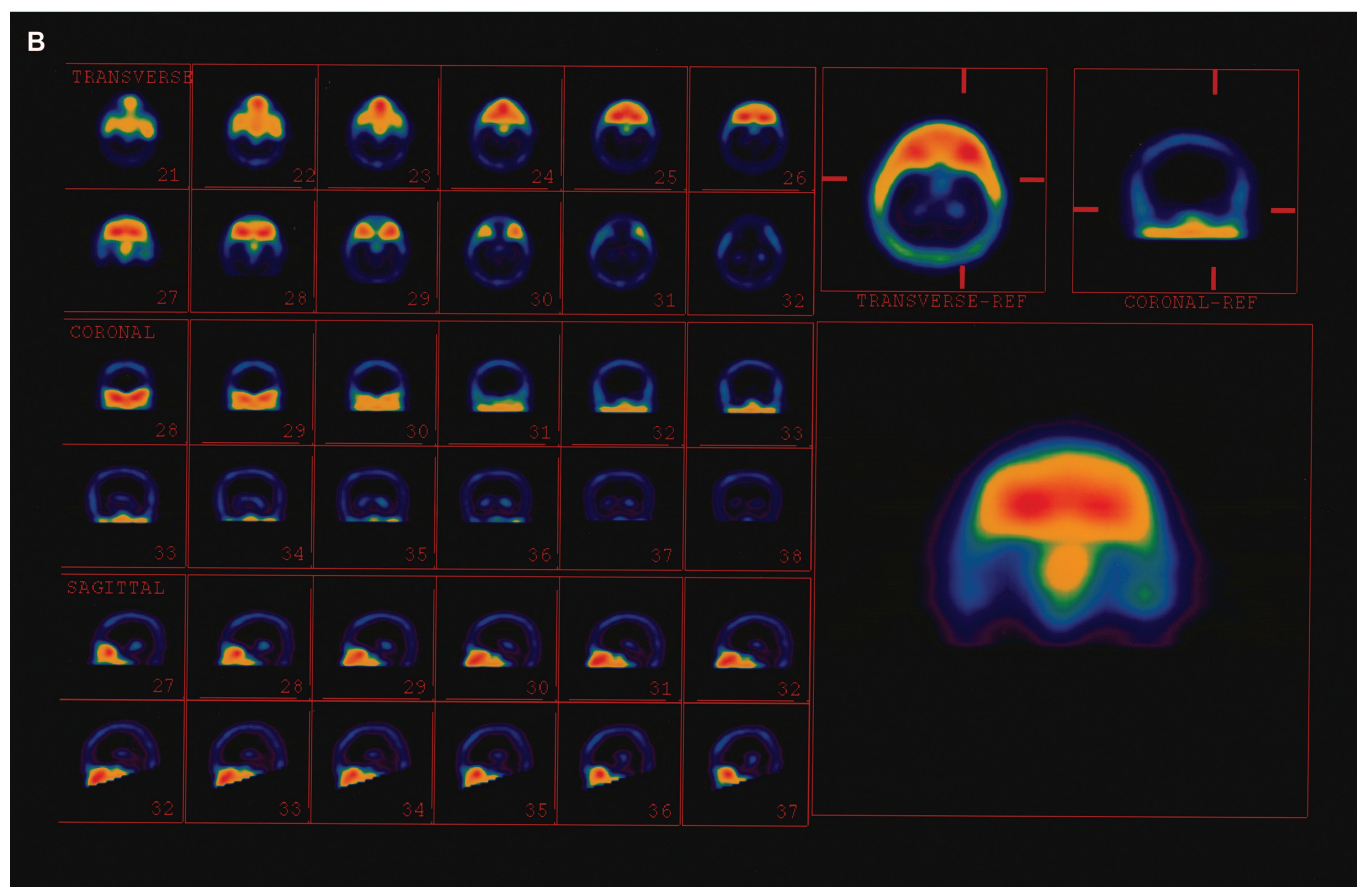 B
TRANSVERSE
21 22 23 24 25 26
27 28 29 30 31 32
TRANSVERSE-REF CORONAL-REF
CORONAL
28 29 30 31 32 33
33 34 35 36 37 38
SAGITTAL
27 28 29 30 31 32
32 33 34 35 36 37